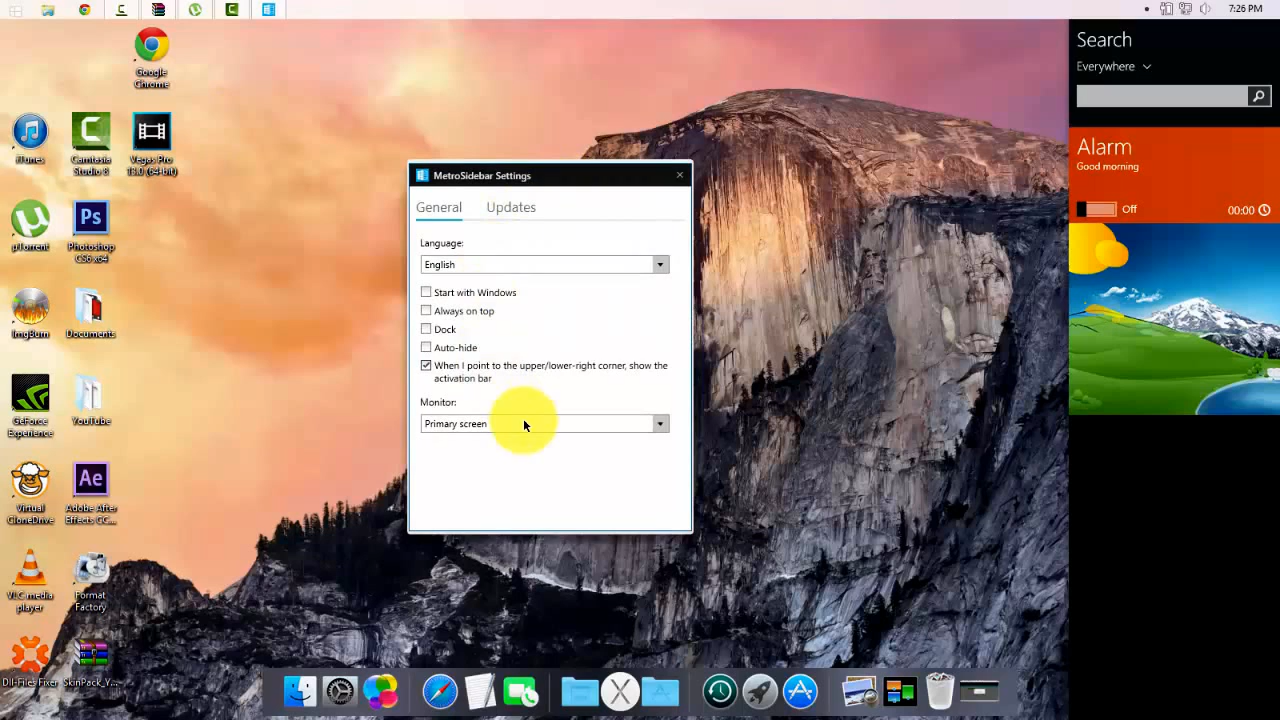 7:26 PM
Google
Chrome
iTunes
Camtasia
Studio 8
Vegas Pro
13.0 (64-bit)
µTorrent
Ps
Photoshop
CS6 x64
ImgBurn
Documents
GeForce
Experience
YouTube
Virtual
CloneDrive
Ae
Adobe After
Effects CC...
VLC media
player
Format
Factory
Dll-Files Fixer
SkinPack_Y...
MetroSidebar Settings
General
Updates
Language:
English
Start with Windows
Always on top
Dock
Auto-hide
When I point to the upper/lower-right corner, show the
activation bar
Monitor:
Primary screen
Search
Everywhere
Alarm
Good morning
Off
00:00